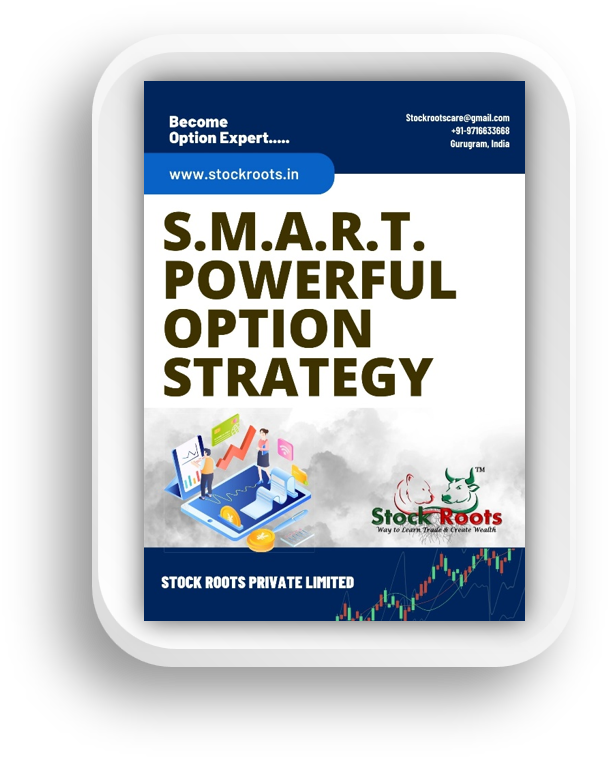 Become
Option Expert.....
Stockrootscare@gmail.com
+91-9716633668
Gurugram, India
www.stockroots.in
S.M.A.R.T.
POWERFUL
OPTION
STRATEGY
TM
Stock Roots
Way to Learn Trade & Create Wealth
STOCK ROOTS PRIVATE LIMITED